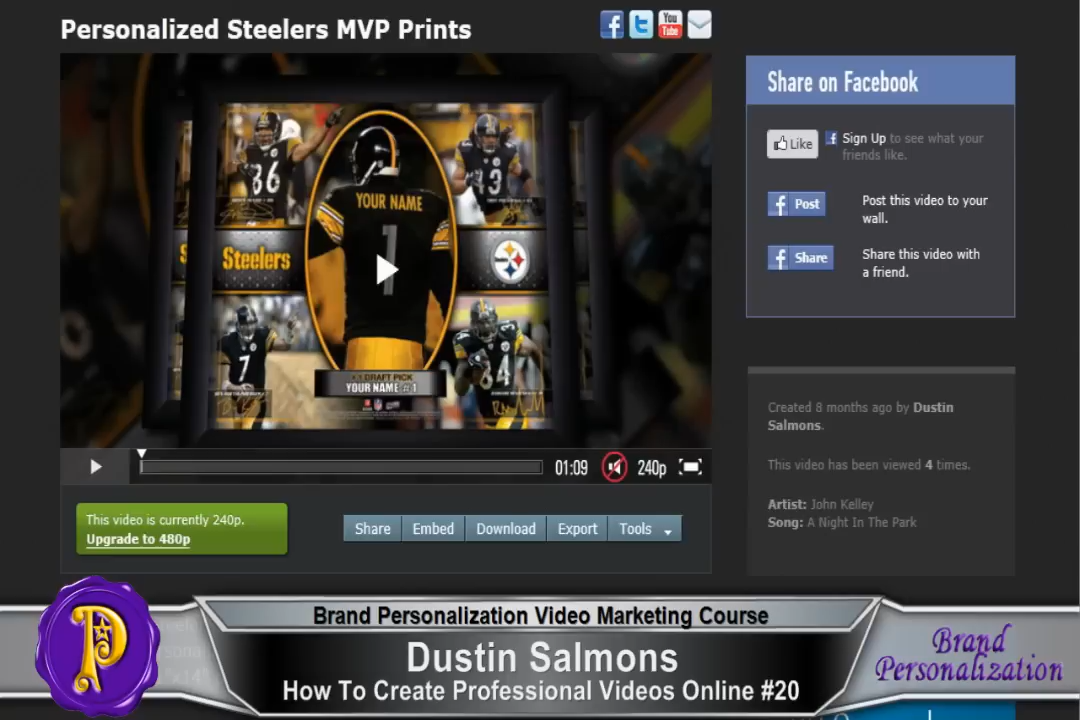 Personalized Steelers MVP Prints
You
Tube
Share on Facebook
Like
Sign Up to see what your
friends like.
Post
Post this video to your
wall.
Share
Share this video with
a friend.
86
43
YOUR NAME
1
Steelers
Steelers
7
34
#1 DRAFT PICK
YOUR NAME #1
01:09
240p
This video is currently 240p.
Upgrade to 480p
Share
Embed
Download
Export
Tools
Created 8 months ago by Dustin
Salmons.
This video has been viewed 4 times.
Artist: John Kelley
Song: A Night In The Park
Brand Personalization Video Marketing Course
Dustin Salmons
How To Create Professional Videos Online #20
P
Brand
Personalization